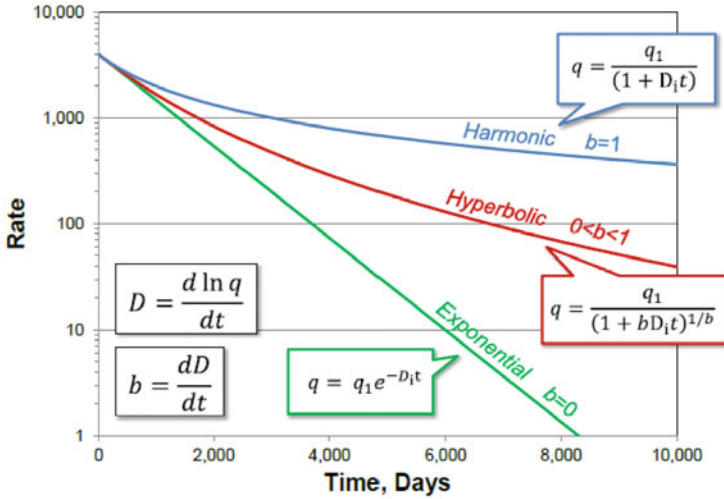 10,000
1,000
100
10
1
Rate
q = q₁ / (1 + Dᵢt)
Harmonic b=1
Hyperbolic 0<b<1
q = q₁ / (1 + bDᵢt)^{1/b}
D = d ln q / dt
b = dD / dt
q = q₁e^{−Dᵢt}
Exponential b=0
0
2,000
4,000
6,000
8,000
10,000
Time, Days